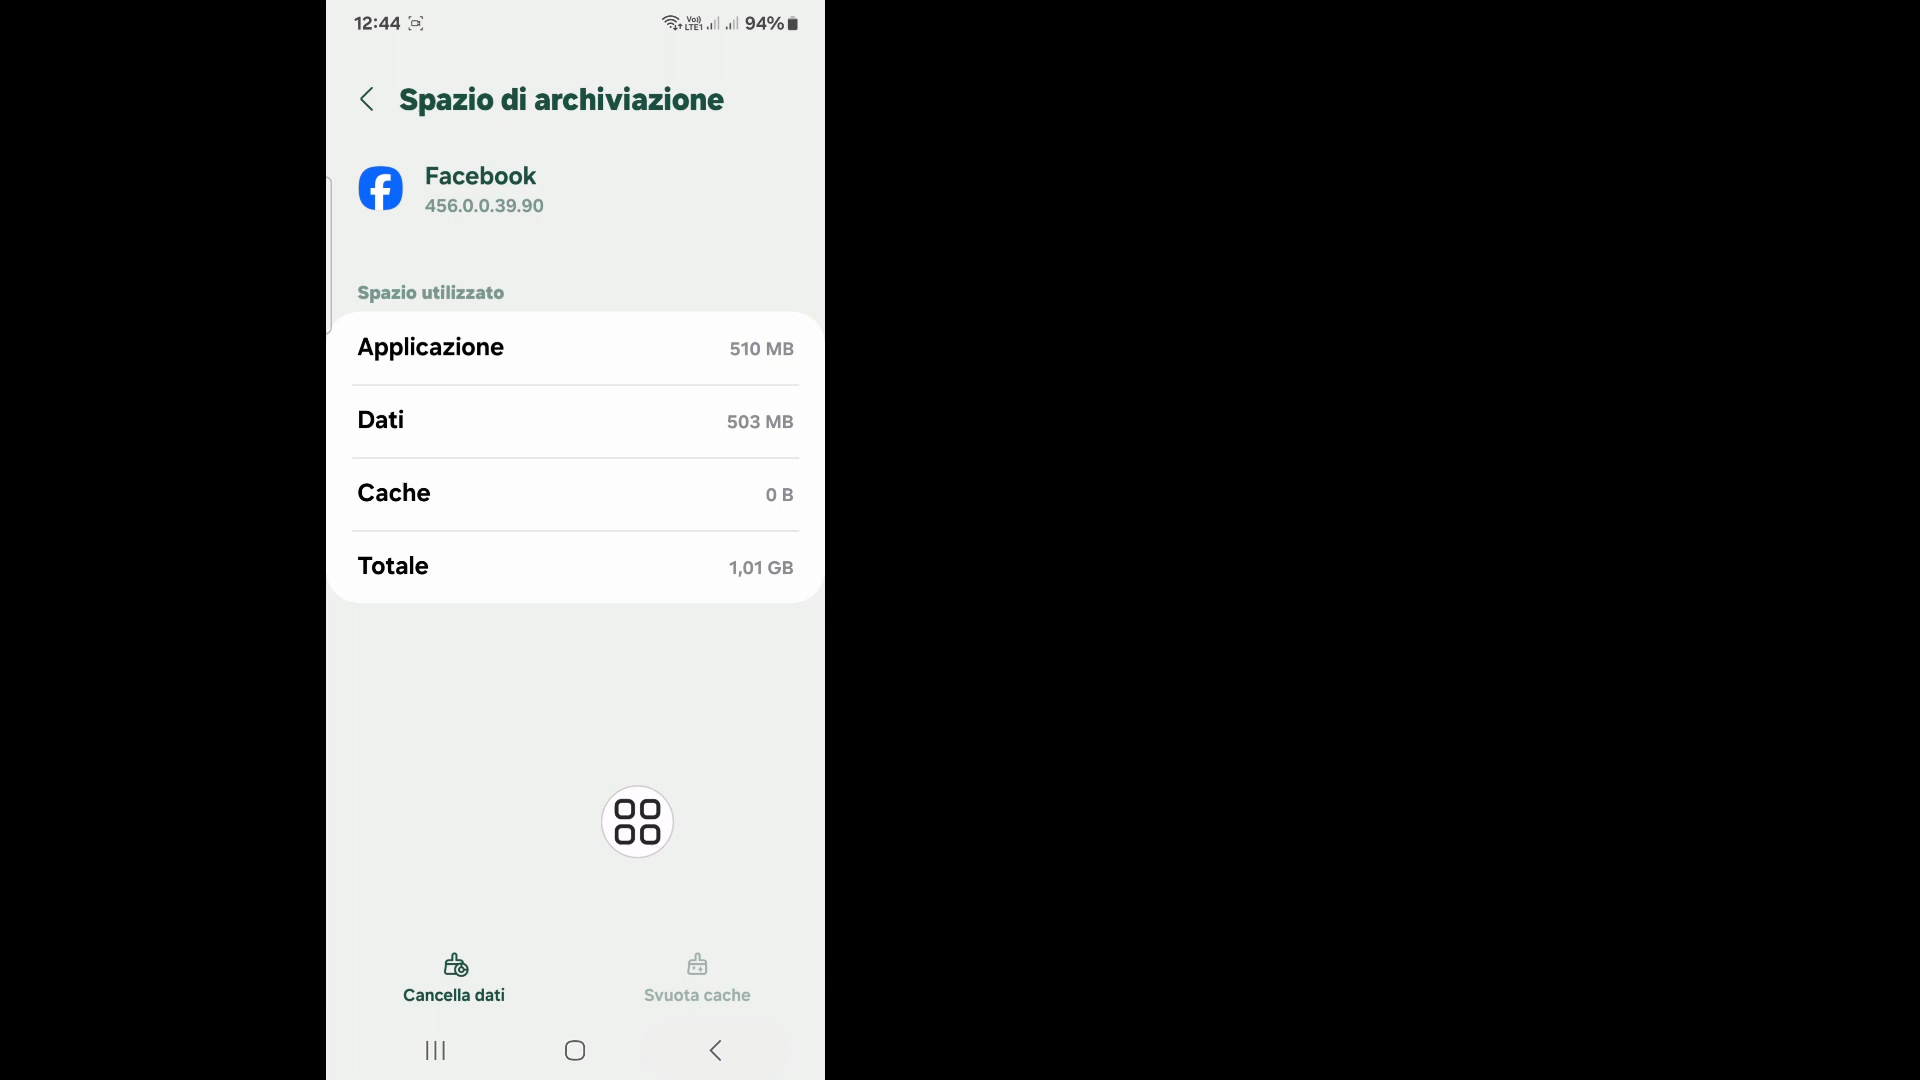 12:44 94%
Spazio di archiviazione
Facebook
456.0.0.39.90
Spazio utilizzato
Applicazione 510 MB
Dati 503 MB
Cache 0 B
Totale 1,01 GB
Cancella dati Svuota cache